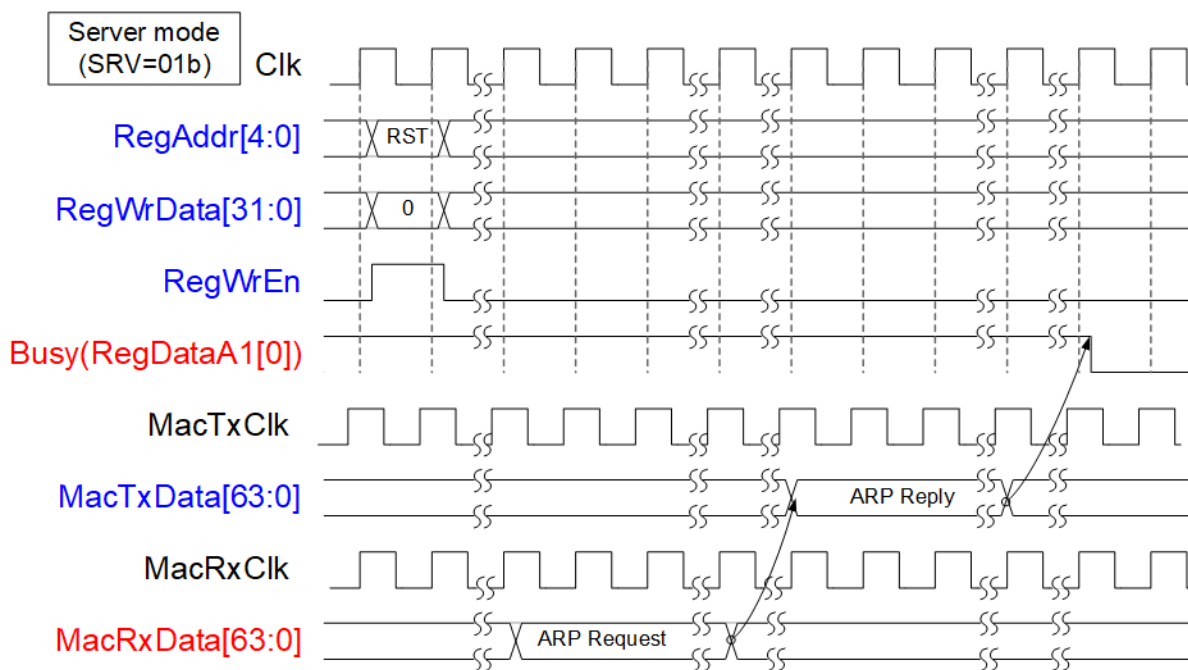 Server mode
(SRV=01b)
Clk
RegAddr[4:0]
RST
RegWrData[31:0]
0
RegWrEn
Busy(RegDataA1[0])
MacTxClk
MacTxData[63:0]
ARP Reply
MacRxClk
MacRxData[63:0]
ARP Request